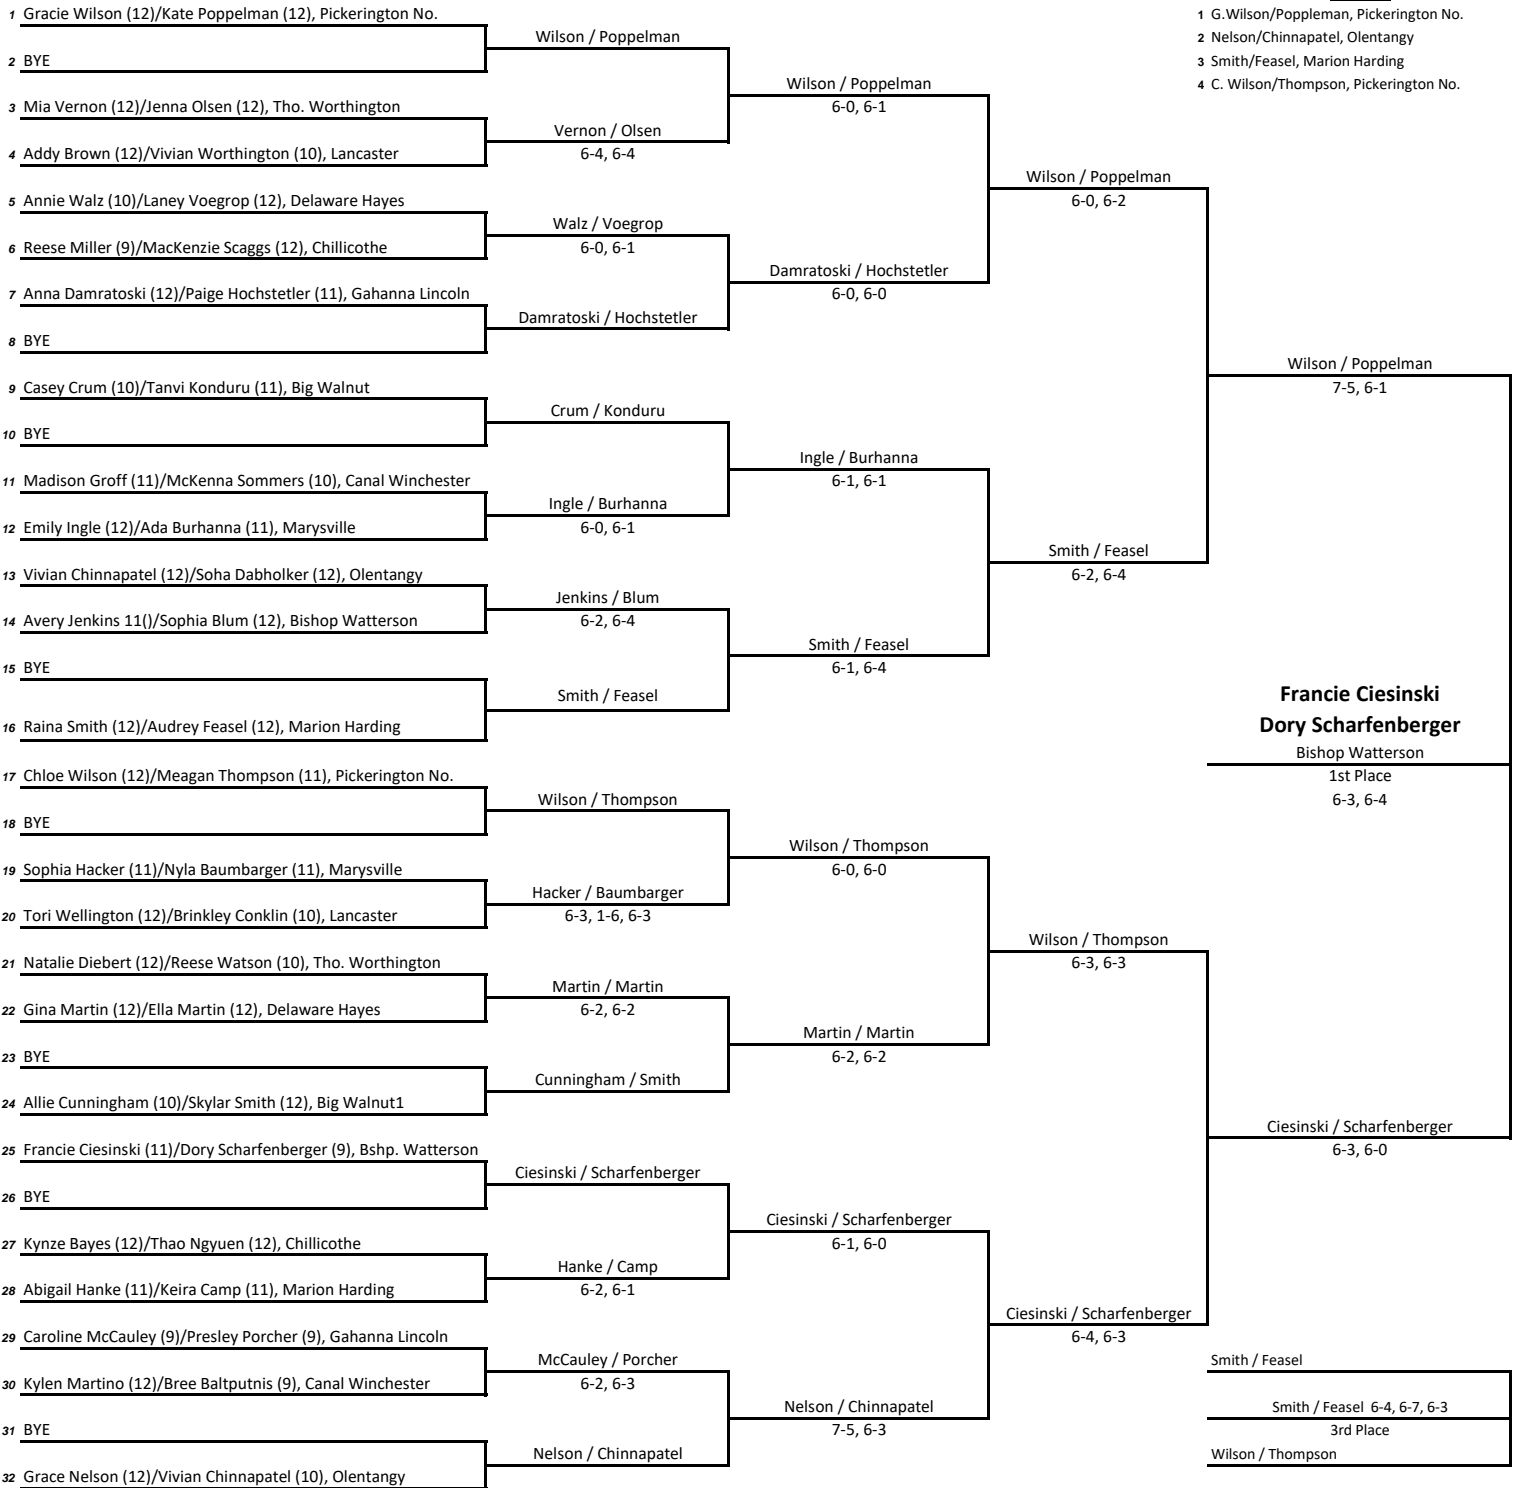 1 Gracie Wilson (12)/Kate Poppelman (12), Pickerington No.
2 BYE
3 Mia Vernon (12)/Jenna Olsen (12), Tho. Worthington
4 Addy Brown (12)/Vivian Worthington (10), Lancaster
5 Annie Walz (10)/Laney Voegrop (12), Delaware Hayes
6 Reese Miller (9)/MacKenzie Scaggs (12), Chillicothe
7 Anna Damratoski (12)/Paige Hochstetler (11), Gahanna Lincoln
8 BYE
9 Casey Crum (10)/Tanvi Konduru (11), Big Walnut
10 BYE
11 Madison Groff (11)/McKenna Sommers (10), Canal Winchester
12 Emily Ingle (12)/Ada Burhanna (11), Marysville
13 Vivian Chinnapatel (12)/Soha Dabholker (12), Olentangy
14 Avery Jenkins 11()/Sophia Blum (12), Bishop Watterson
15 BYE
16 Raina Smith (12)/Audrey Feasel (12), Marion Harding
17 Chloe Wilson (12)/Meagan Thompson (11), Pickerington No.
18 BYE
19 Sophia Hacker (11)/Nyla Baumbarger (11), Marysville
20 Tori Wellington (12)/Brinkley Conklin (10), Lancaster
21 Natalie Diebert (12)/Reese Watson (10), Tho. Worthington
22 Gina Martin (12)/Ella Martin (12), Delaware Hayes
23 BYE
24 Allie Cunningham (10)/Skylar Smith (12), Big Walnut1
25 Francie Ciesinski (11)/Dory Scharfenberger (9), Bshp. Watterson
26 BYE
27 Kynze Bayes (12)/Thao Ngyuen (12), Chillicothe
28 Abigail Hanke (11)/Keira Camp (11), Marion Harding
29 Caroline McCauley (9)/Presley Porcher (9), Gahanna Lincoln
30 Kylen Martino (12)/Bree Baltputnis (9), Canal Winchester
31 BYE
32 Grace Nelson (12)/Vivian Chinnapatel (10), Olentangy
Wilson / Poppelman
Vernon / Olsen
6-4, 6-4
Walz / Voegrop
6-0, 6-1
Damratoski / Hochstetler
Crum / Konduru
Ingle / Burhanna
6-0, 6-1
Jenkins / Blum
6-2, 6-4
Smith / Feasel
Wilson / Thompson
Hacker / Baumbarger
6-3, 1-6, 6-3
Martin / Martin
6-2, 6-2
Cunningham / Smith
Ciesinski / Scharfenberger
Hanke / Camp
6-2, 6-1
McCauley / Porcher
6-2, 6-3
Nelson / Chinnapatel
Wilson / Poppelman
6-0, 6-1
Damratoski / Hochstetler
6-0, 6-0
Ingle / Burhanna
6-1, 6-1
Smith / Feasel
6-1, 6-4
Wilson / Thompson
6-0, 6-0
Martin / Martin
6-2, 6-2
Ciesinski / Scharfenberger
6-1, 6-0
Nelson / Chinnapatel
7-5, 6-3
Wilson / Poppelman
6-0, 6-2
Smith / Feasel
6-2, 6-4
Wilson / Thompson
6-3, 6-3
Ciesinski / Scharfenberger
6-4, 6-3
1 G.Wilson/Poppleman, Pickerington No.
2 Nelson/Chinnapatel, Olentangy
3 Smith/Feasel, Marion Harding
4 C. Wilson/Thompson, Pickerington No.
Wilson / Poppelman
7-5, 6-1
Francie Ciesinski
Dory Scharfenberger
Bishop Watterson
1st Place
6-3, 6-4
Ciesinski / Scharfenberger
6-3, 6-0
Smith / Feasel
Smith / Feasel 6-4, 6-7, 6-3
3rd Place
Wilson / Thompson